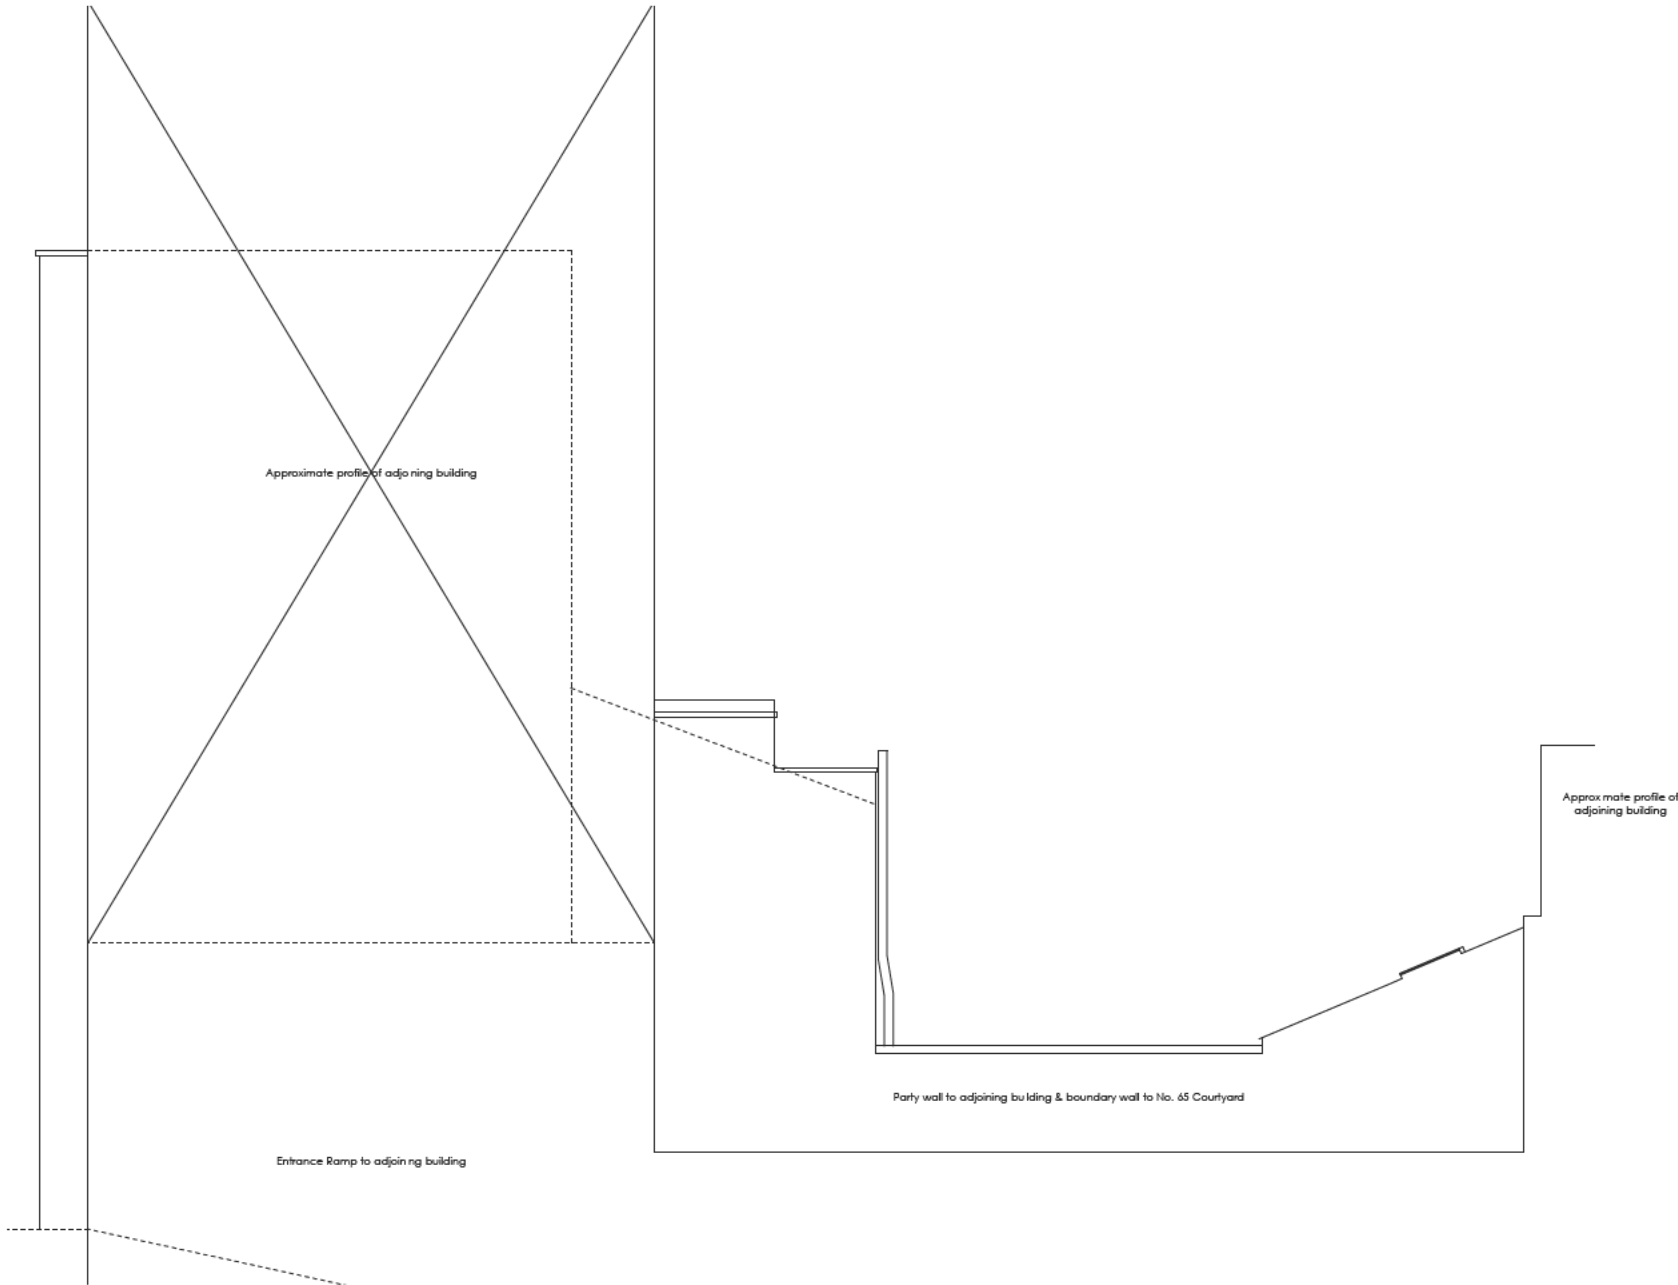 Approximate profile of adjo ning building
Approx mate profile of
adjoining building
Party wall to adjoining bu lding & boundary wall to No. 65 Courtyard
Entrance Ramp to adjoin ng building